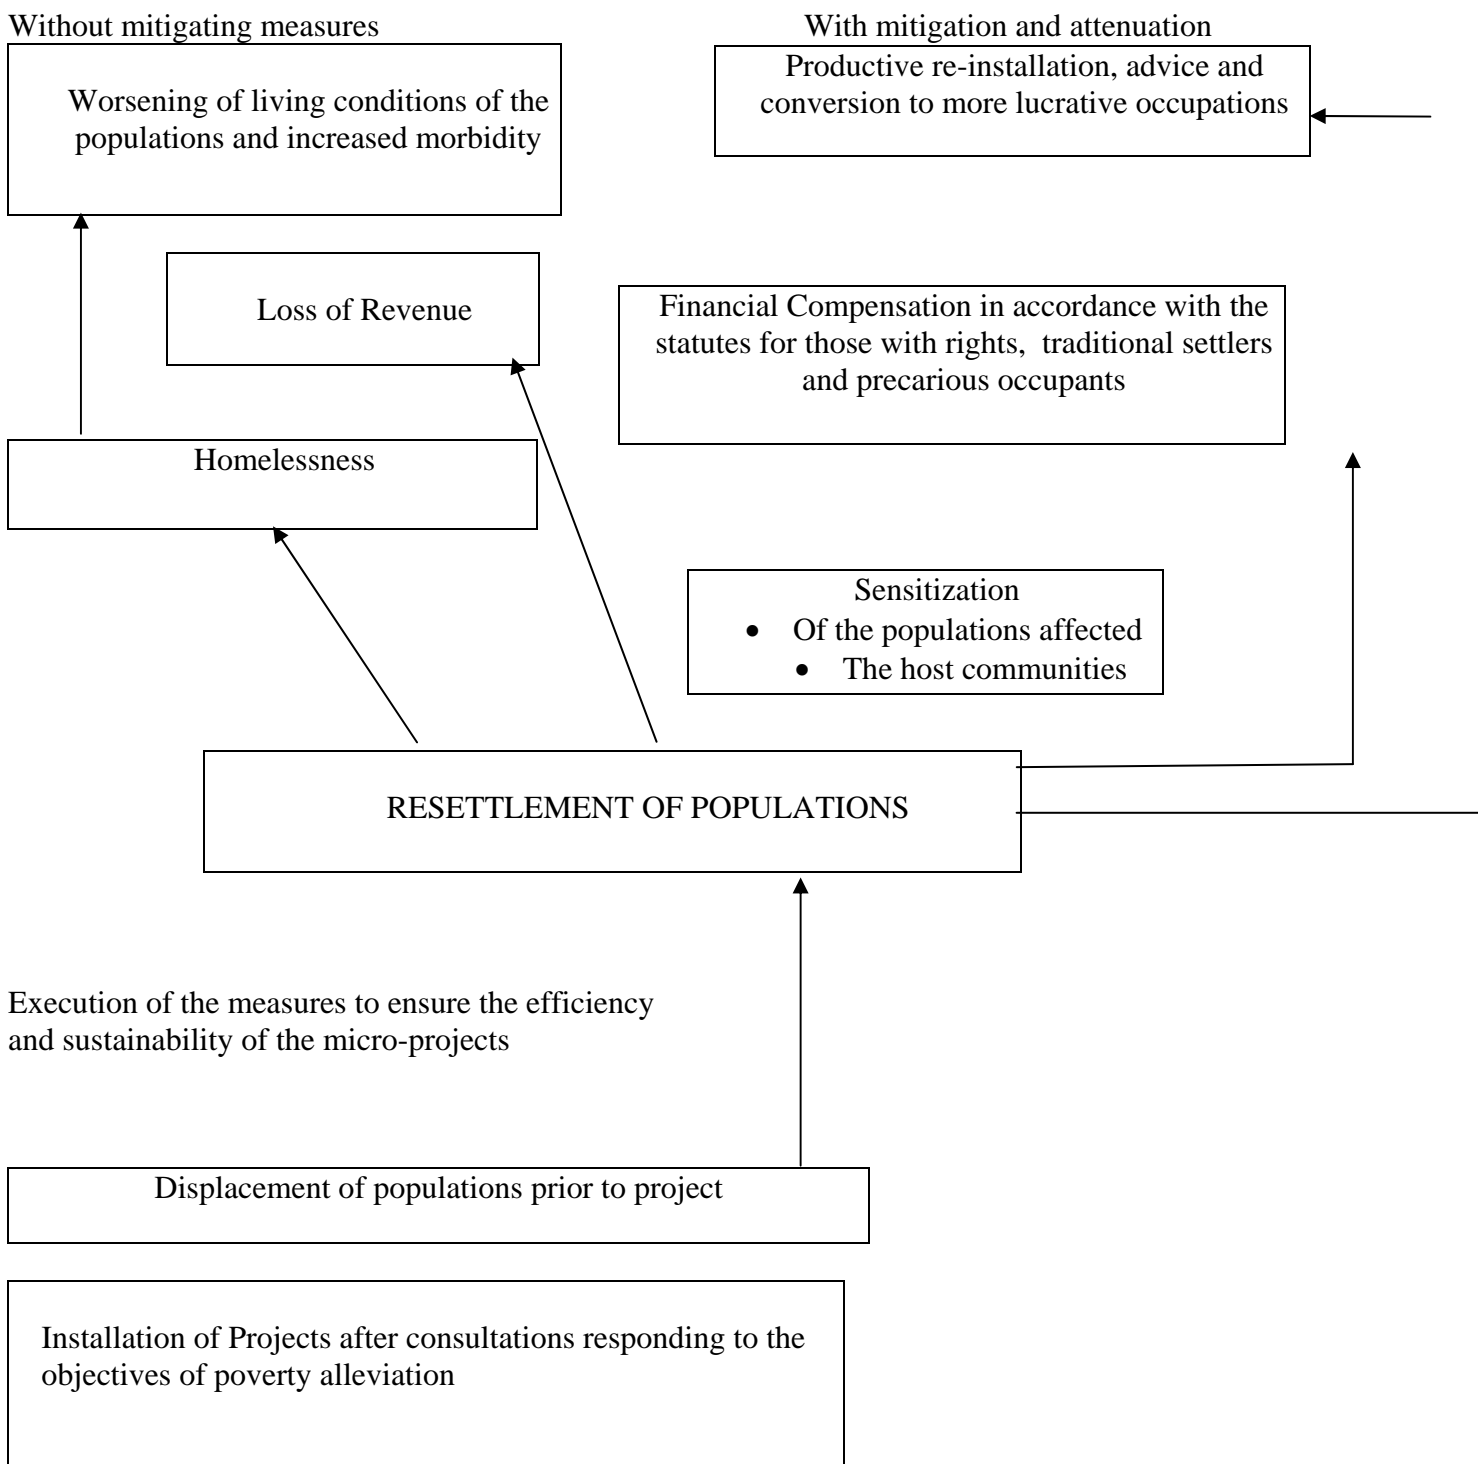 Without mitigating measures
With mitigation and attenuation
Worsening of living conditions of the
populations and increased morbidity
Productive re-installation, advice and
conversion to more lucrative occupations
Loss of Revenue
Financial Compensation in accordance with the
statutes for those with rights, traditional settlers
and precarious occupants
Homelessness
Sensitization
• Of the populations affected
• The host communities
RESETTLEMENT OF POPULATIONS
Execution of the measures to ensure the efficiency
and sustainability of the micro-projects
Displacement of populations prior to project
Installation of Projects after consultations responding to the
objectives of poverty alleviation